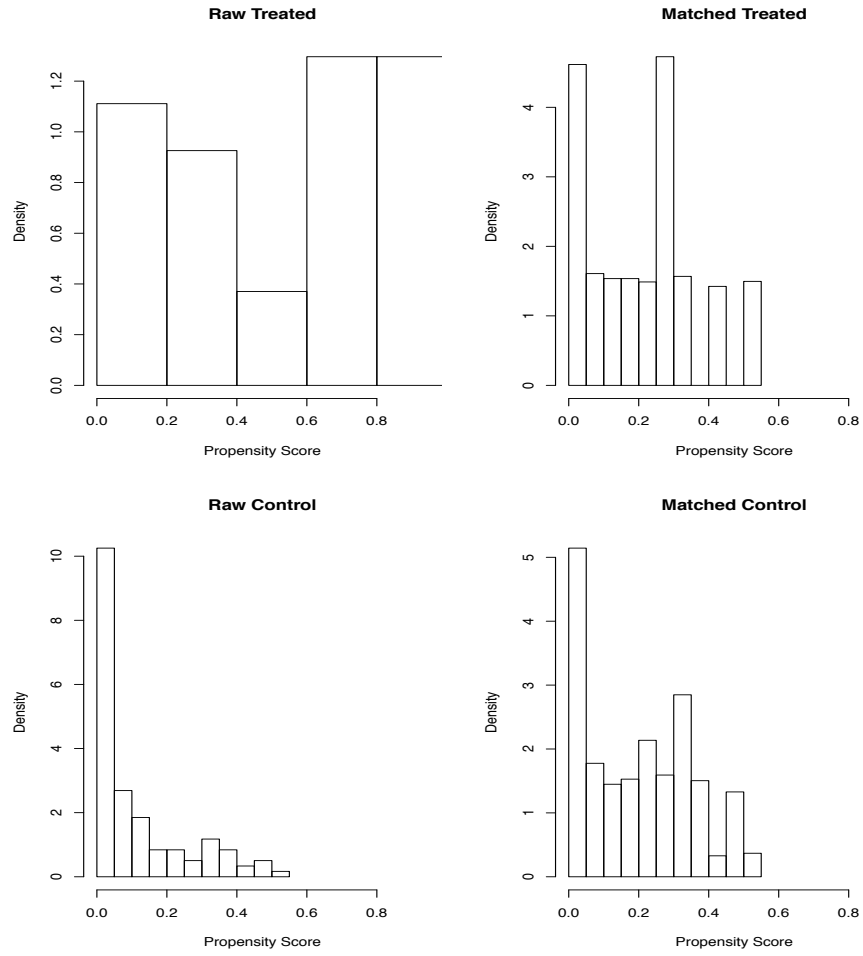 Raw Treated
Density
0.0 0.2 0.4 0.6 0.8 1.0 1.2
0.0 0.2 0.4 0.6 0.8
Propensity Score
Matched Treated
Density
0 1 2 3 4
0.0 0.2 0.4 0.6 0.8
Propensity Score
Raw Control
Density
0 2 4 6 8 10
0.0 0.2 0.4 0.6 0.8
Propensity Score
Matched Control
Density
0 1 2 3 4 5
0.0 0.2 0.4 0.6 0.8
Propensity Score